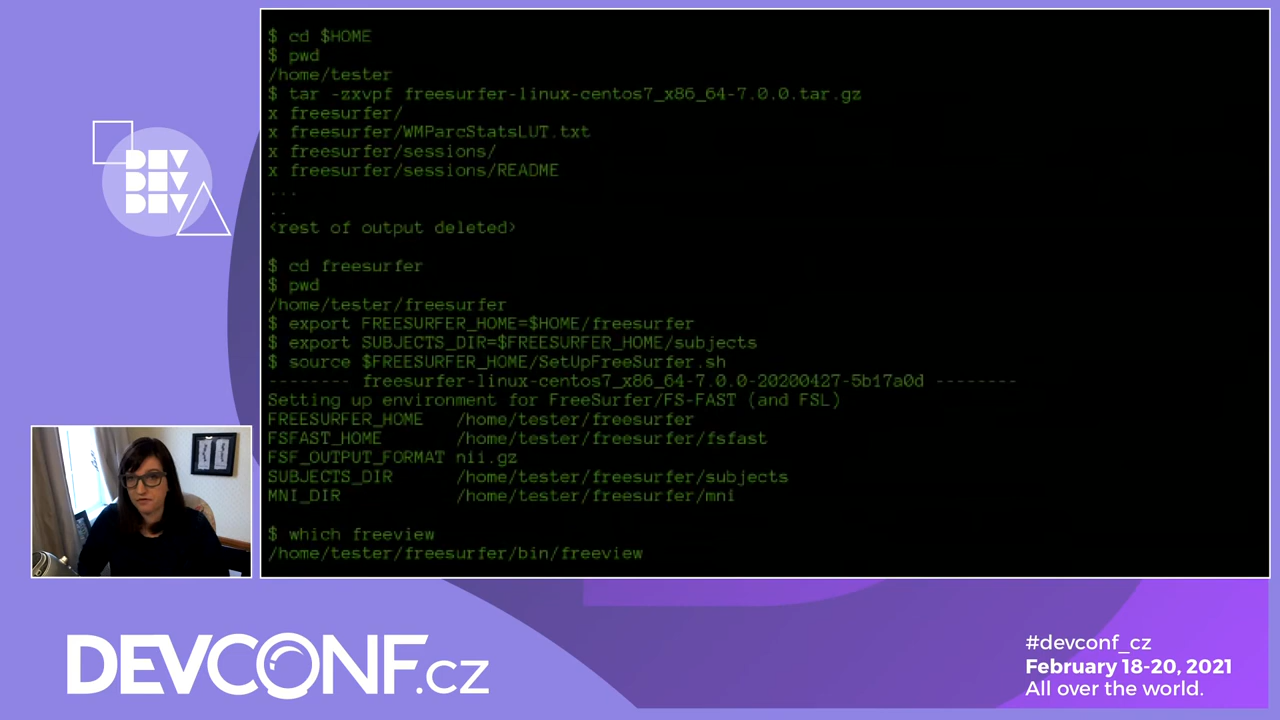 $ cd $HOME
$ pwd
/home/tester
$ tar -zxvpf freesurfer-linux-centos7_x86_64-7.0.0.tar.gz
x freesurfer/
x freesurfer/WMParcStatsLUT.txt
x freesurfer/sessions/
x freesurfer/sessions/README
...
..
<rest of output deleted>
$ cd freesurfer
$ pwd
/home/tester/freesurfer
$ export FREESURFER_HOME=$HOME/freesurfer
$ export SUBJECTS_DIR=$FREESURFER_HOME/subjects
$ source $FREESURFER_HOME/SetUpFreeSurfer.sh
-------- freesurfer-linux-centos7_x86_64-7.0.0-20200427-5b17a0d --------
Setting up environment for FreeSurfer/FS-FAST (and FSL)
FREESURFER_HOME /home/tester/freesurfer
FSFAST_HOME /home/tester/freesurfer/fsfast
FSF_OUTPUT_FORMAT nii.gz
SUBJECTS_DIR /home/tester/freesurfer/subjects
MNI_DIR /home/tester/freesurfer/mni
$ which freeview
/home/tester/freesurfer/bin/freeview
DEV
DEV
DEV
DEVCONF.cz
#devconf_cz
February 18-20, 2021
All over the world.